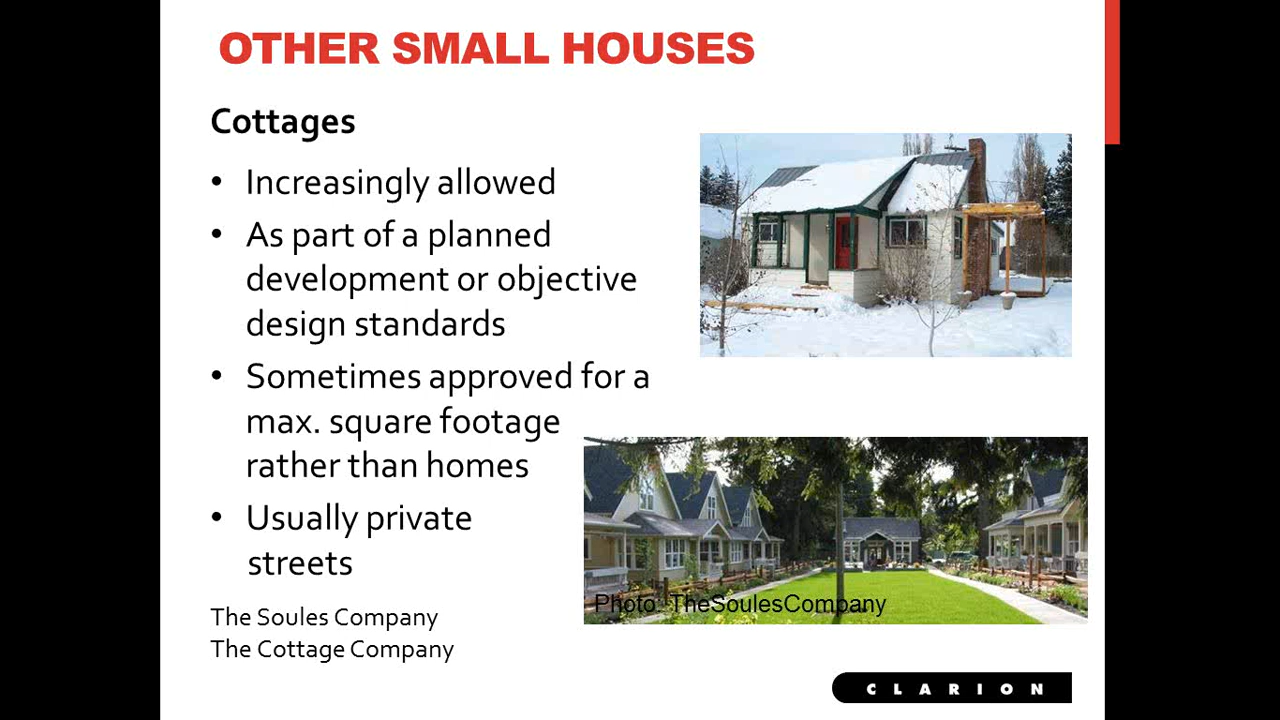 OTHER SMALL HOUSES
Cottages
• Increasingly allowed
• As part of a planned
development or objective
design standards
• Sometimes approved for a
max. square footage
rather than homes
• Usually private
streets
The Soules Company
The Cottage Company
Photo: TheSoulesCompany
CLARION